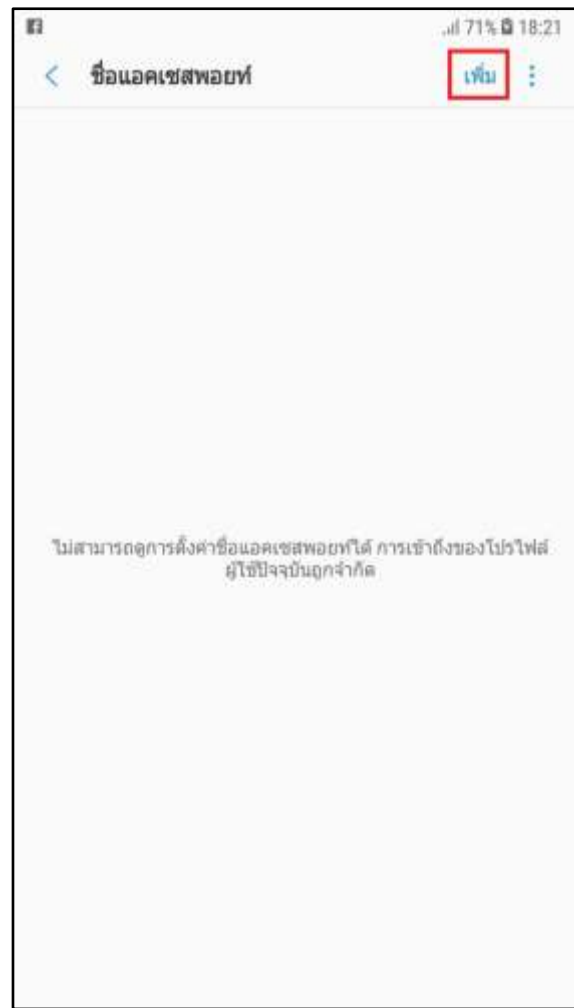 71% 18:21
ชื่อแอคเซสพอยท์ เพิ่ม
ไม่สามารถดูการตั้งค่าชื่อแอคเซสพอยท์ได้ การเข้าถึงของโปรไฟล์
ผู้ใช้ปัจจุบันถูกจำกัด